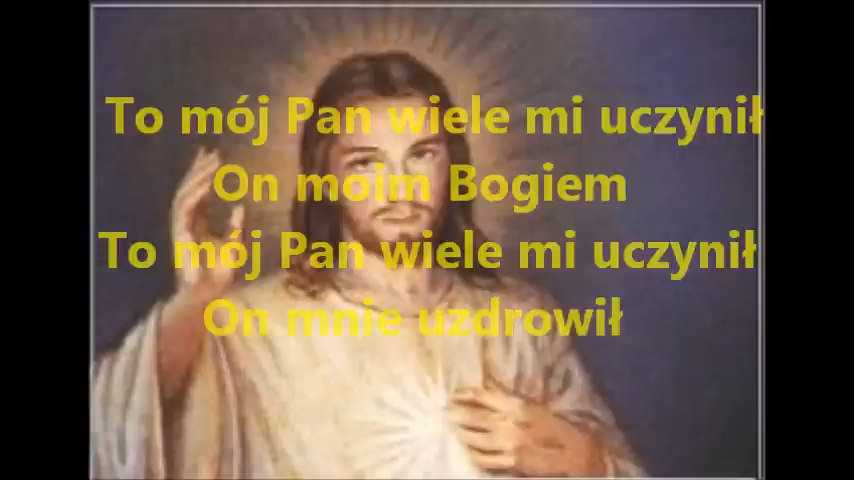 To mój Pan wiele mi uczynił
On moim Bogiem
To mój Pan wiele mi uczynił
On mnie uzdrowił